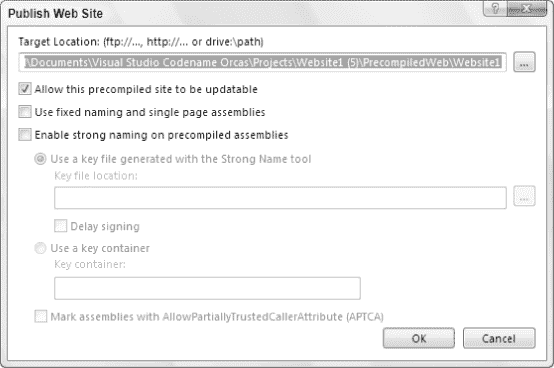 Publish Web Site
Target Location: (ftp://..., http://... or drive:\path)
\Documents\Visual Studio Codename Orcas\Projects\Website1 (5)\PrecompiledWeb\Website1
...
Allow this precompiled site to be updatable
Use fixed naming and single page assemblies
Enable strong naming on precompiled assemblies
Use a key file generated with the Strong Name tool
Key file location:
...
Delay signing
Use a key container
Key container:
Mark assemblies with AllowPartiallyTrustedCallerAttribute (APTCA)
OK Cancel